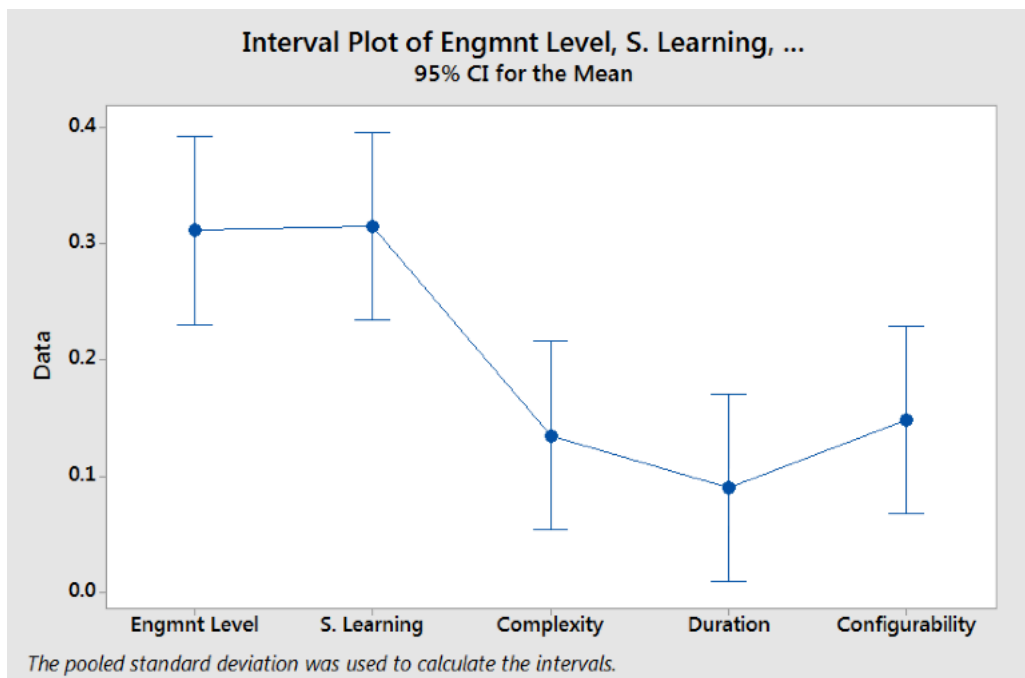 Interval Plot of Engmnt Level, S. Learning, ...
95% CI for the Mean
0.4
0.3
0.2
0.1
0.0
Data
Engmnt Level S. Learning Complexity Duration Configurability
The pooled standard deviation was used to calculate the intervals.